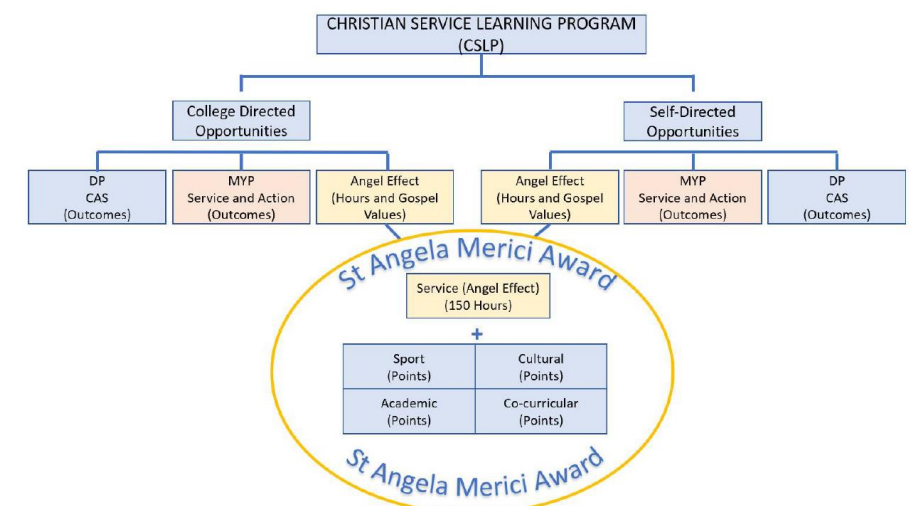 CHRISTIAN SERVICE LEARNING PROGRAM
(CSLP)
College Directed
Opportunities
Self-Directed
Opportunities
DP
CAS
(Outcomes)
MYP
Service and Action
(Outcomes)
Angel Effect
(Hours and Gospel
Values)
Angel Effect
(Hours and Gospel
Values)
MYP
Service and Action
(Outcomes)
DP
CAS
(Outcomes)
St Angela Merici Award
Service (Angel Effect)
(150 Hours)
+
Sport
(Points)
Cultural
(Points)
Academic
(Points)
Co-curricular
(Points)
St Angela Merici Award